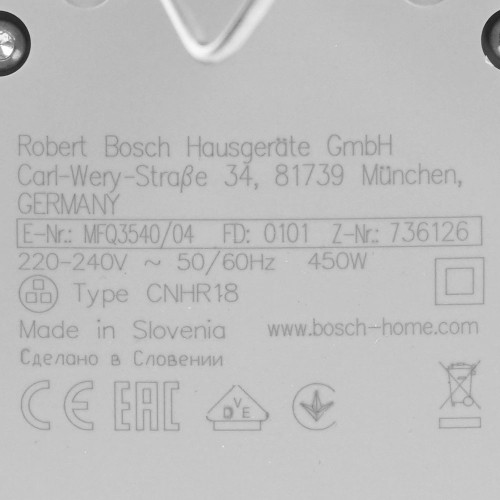 Robert Bosch Hausgeräte GmbH
Carl-Wery-Straße 34, 81739 München,
GERMANY
E-Nr.: MFQ3540/04 FD: 0101 Z-Nr.: 736126
220-240V ~ 50/60Hz 450W
Type CNHR18
Made in Slovenia www.bosch-home.com
Сделано в Словении
CE EAC DVE